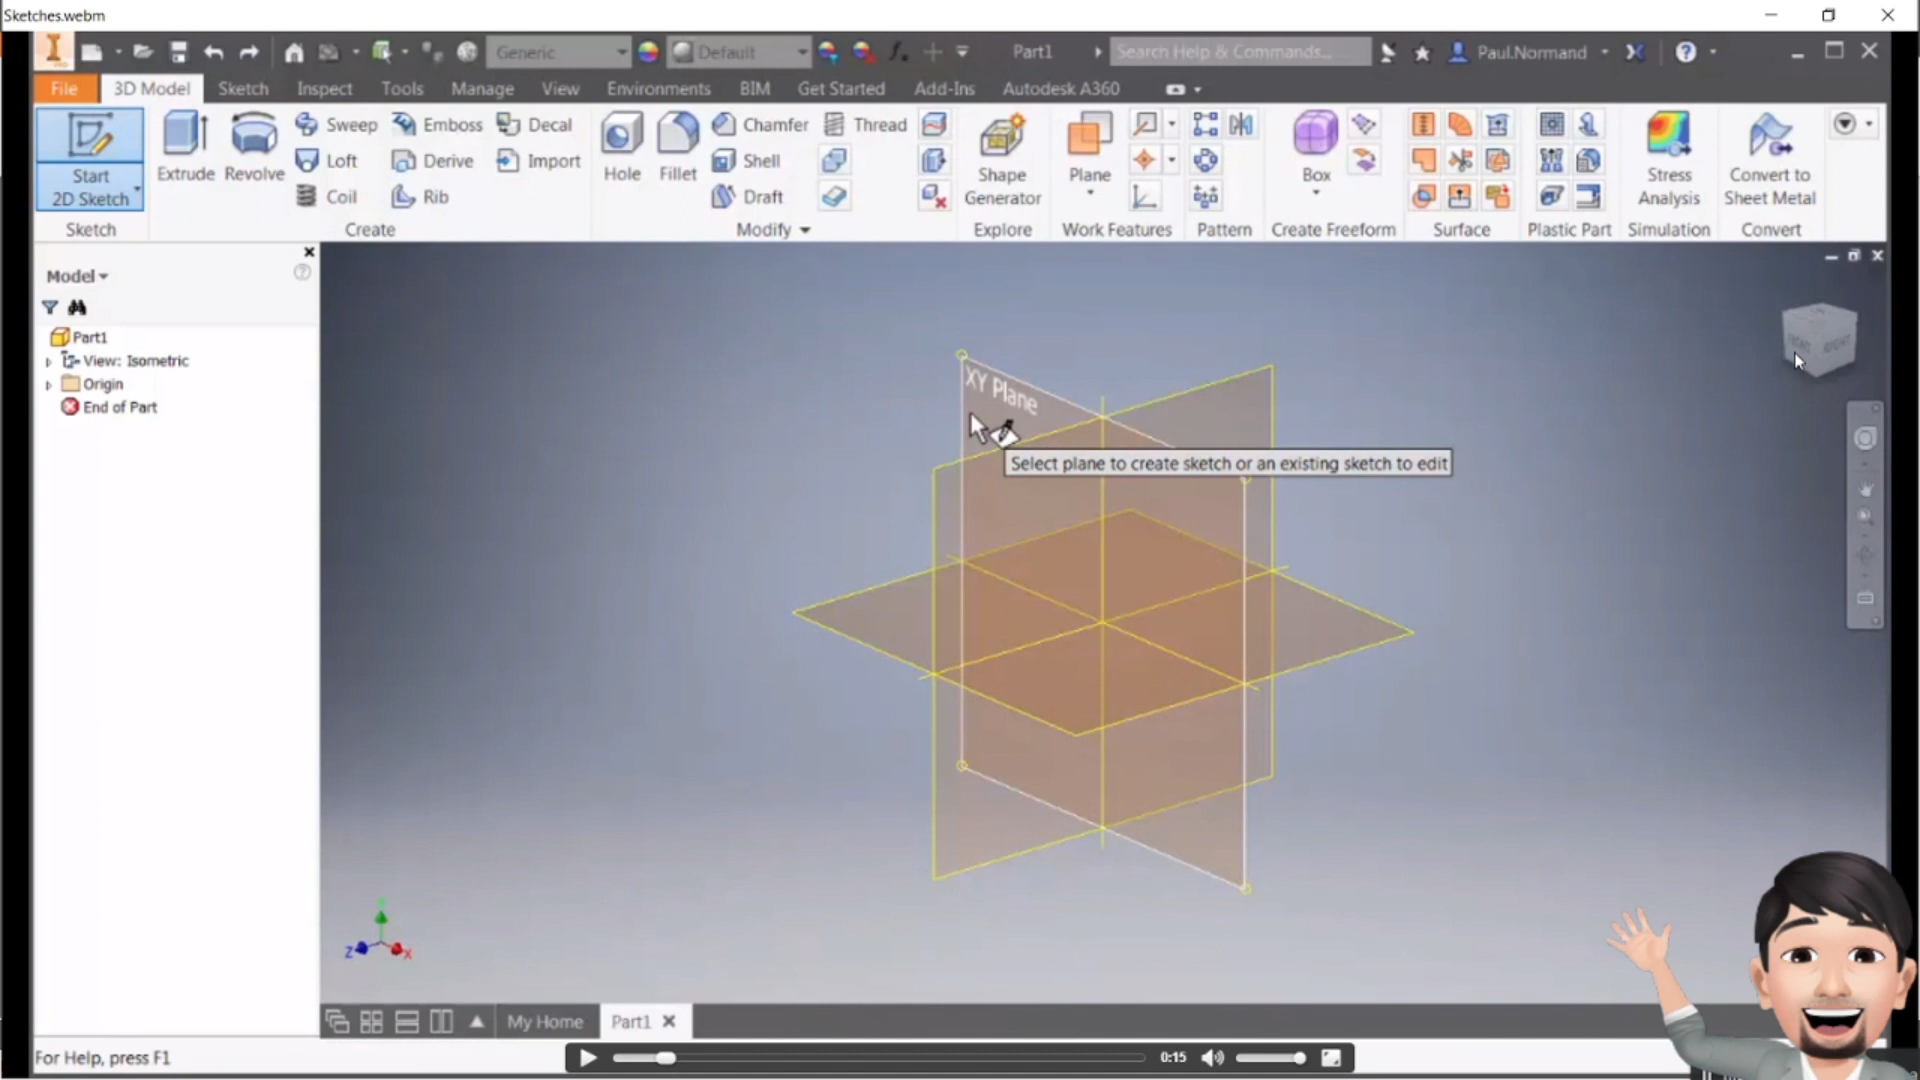 Sketches.webm
Generic Default Part1 Search Help & Commands... Paul.Normand
File 3D Model Sketch Inspect Tools Manage View Environments BIM Get Started Add-Ins Autodesk A360
Start
2D Sketch
Extrude
Revolve
Sweep
Loft
Coil
Emboss
Derive
Rib
Decal
Import
Hole
Fillet
Chamfer
Shell
Draft
Thread
Shape
Generator
Plane
Box
Stress
Analysis
Convert to
Sheet Metal
Sketch Create Modify Explore Work Features Pattern Create Freeform Surface Plastic Part Simulation Convert
Model
Part1
View: Isometric
Origin
End of Part
XY Plane
Select plane to create sketch or an existing sketch to edit
FRONT RIGHT
Z X
My Home Part1
For Help, press F1
0:15